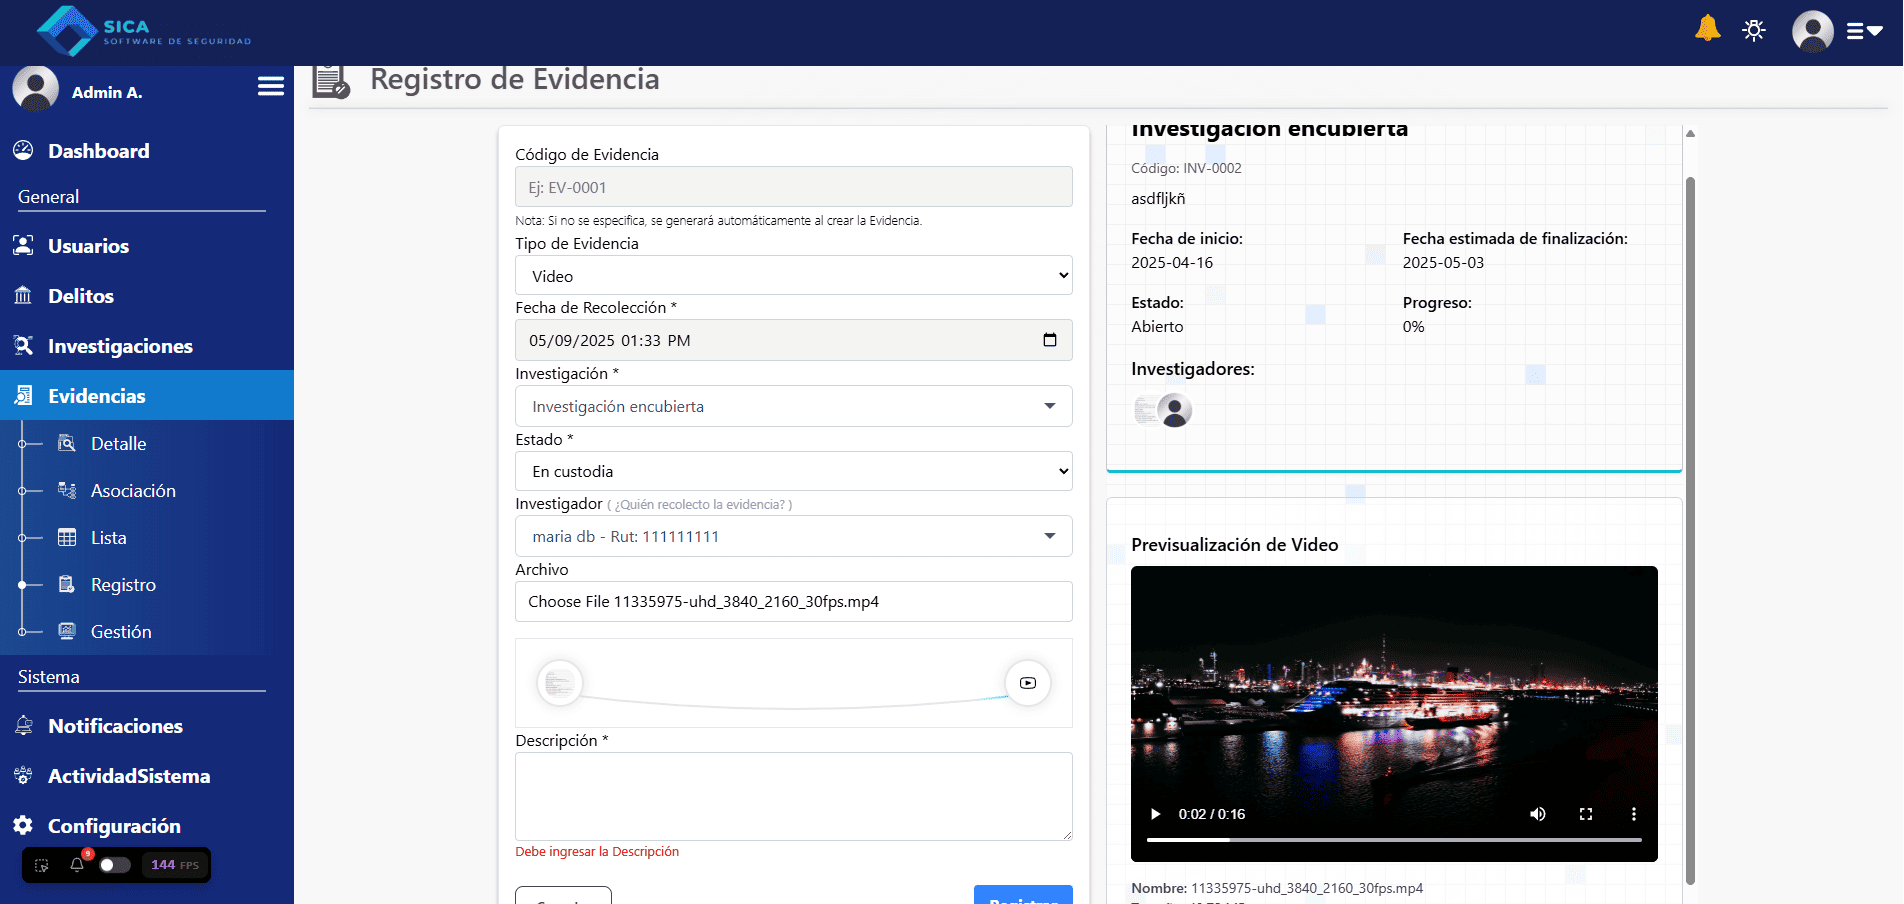 SICA
SOFTWARE DE SEGURIDAD
Admin A.
Dashboard
General
Usuarios
Delitos
Investigaciones
Evidencias
Detalle
Asociación
Lista
Registro
Gestión
Sistema
Notificaciones
ActividadSistema
Configuración
9
144 FPS
Registro de Evidencia
Código de Evidencia
Ej: EV-0001
Nota: Si no se especifica, se generará automáticamente al crear la Evidencia.
Tipo de Evidencia
Video
Fecha de Recolección *
05/09/2025 01:33 PM
Investigación *
Investigación encubierta
Estado *
En custodia
Investigador ( ¿Quién recolecto la evidencia? )
maria db - Rut: 111111111
Archivo
Choose File 11335975-uhd_3840_2160_30fps.mp4
Descripción *
Debe ingresar la Descripción
Registrar
Investigación encubierta
Código: INV-0002
asdfljkñ
Fecha de inicio:
2025-04-16
Fecha estimada de finalización:
2025-05-03
Estado:
Abierto
Progreso:
0%
Investigadores:
Previsualización de Video
0:02 / 0:16
Nombre: 11335975-uhd_3840_2160_30fps.mp4